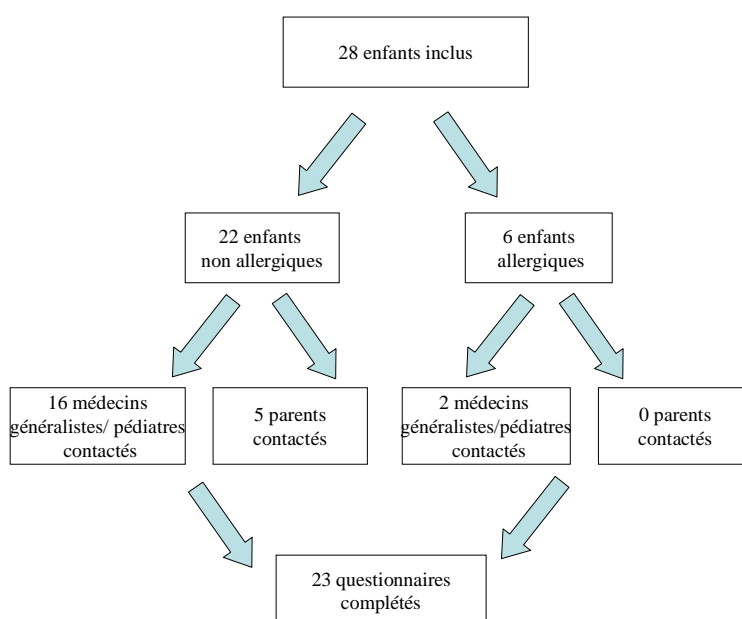 28 enfants inclus
22 enfants
non allergiques
6 enfants
allergiques
16 médecins
généralistes/ pédiatres
contactés
5 parents
contactés
2 médecins
généralistes/pédiatres
contactés
0 parents
contactés
23 questionnaires
complétés